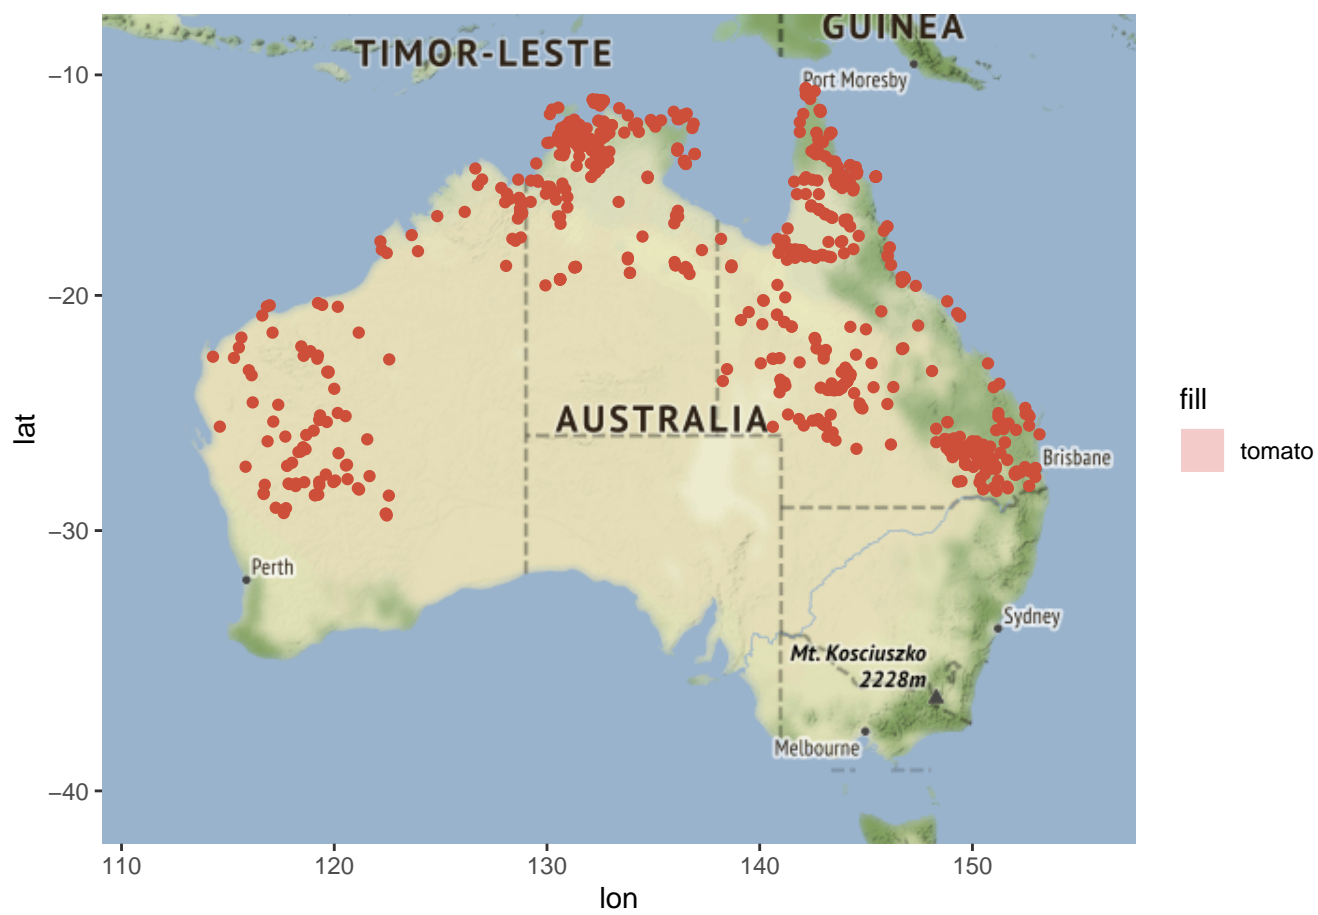 GUINEA
TIMOR-LESTE
Port Moresby
−10
−20
lat
AUSTRALIA
Brisbane
fill
tomato
−30
Perth
Sydney
Mt. Kosciuszko
2228m
Melbourne
−40
110
120
130
140
150
lon